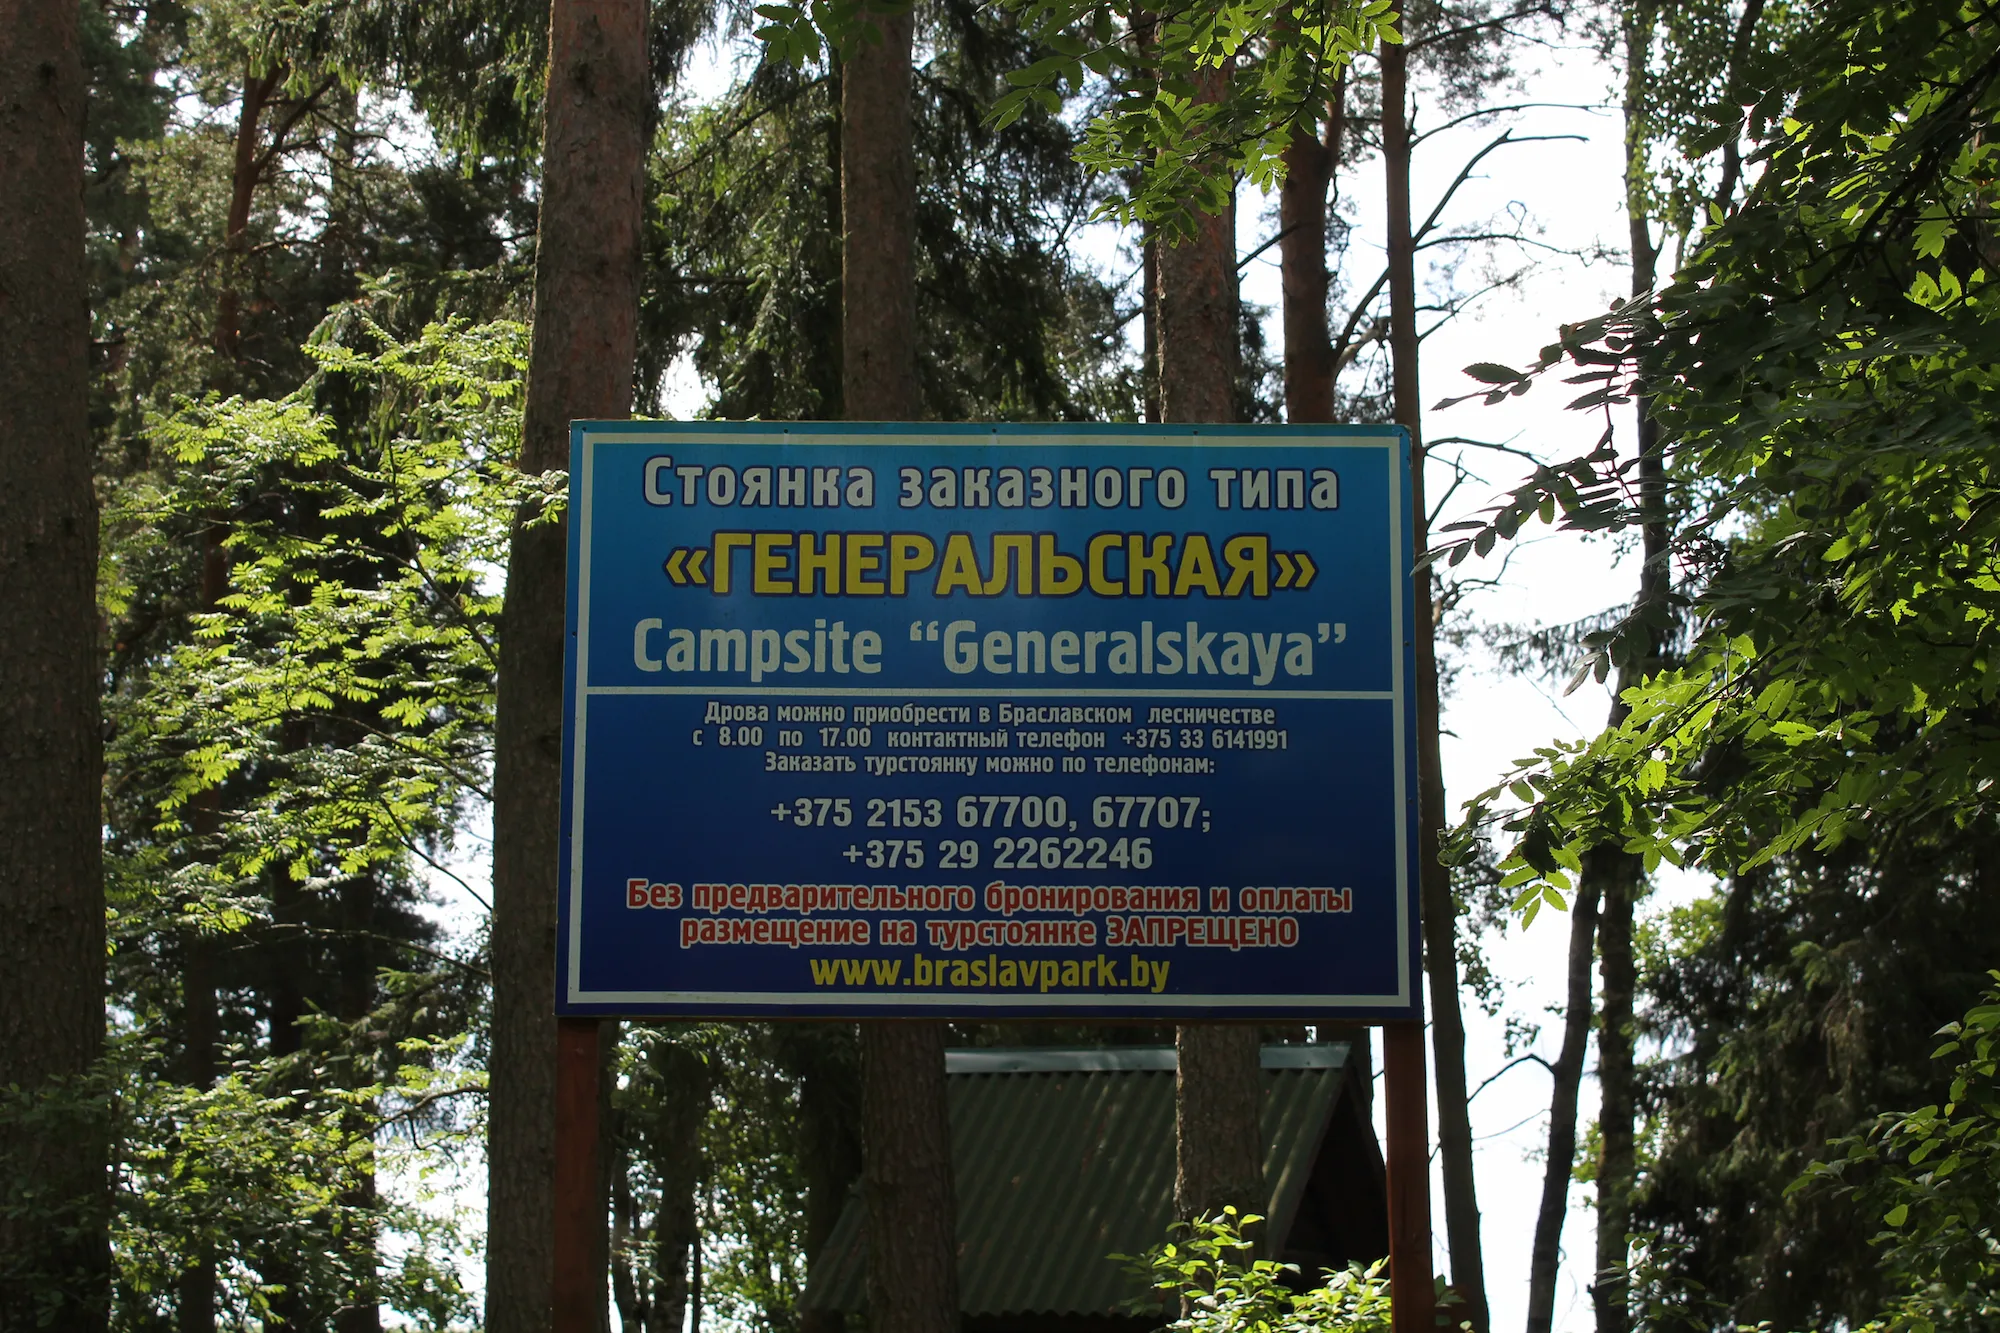 Стоянка заказного типа
«ГЕНЕРАЛЬСКАЯ»
Campsite “Generalskaya”
Дрова можно приобрести в Браславском лесничестве
с 8.00 по 17.00 контактный телефон +375 33 6141991
Заказать турстоянку можно по телефонам:
+375 2153 67700, 67707;
+375 29 2262246
Без предварительного бронирования и оплаты
размещение на турстоянке ЗАПРЕЩЕНО
www.braslavpark.by